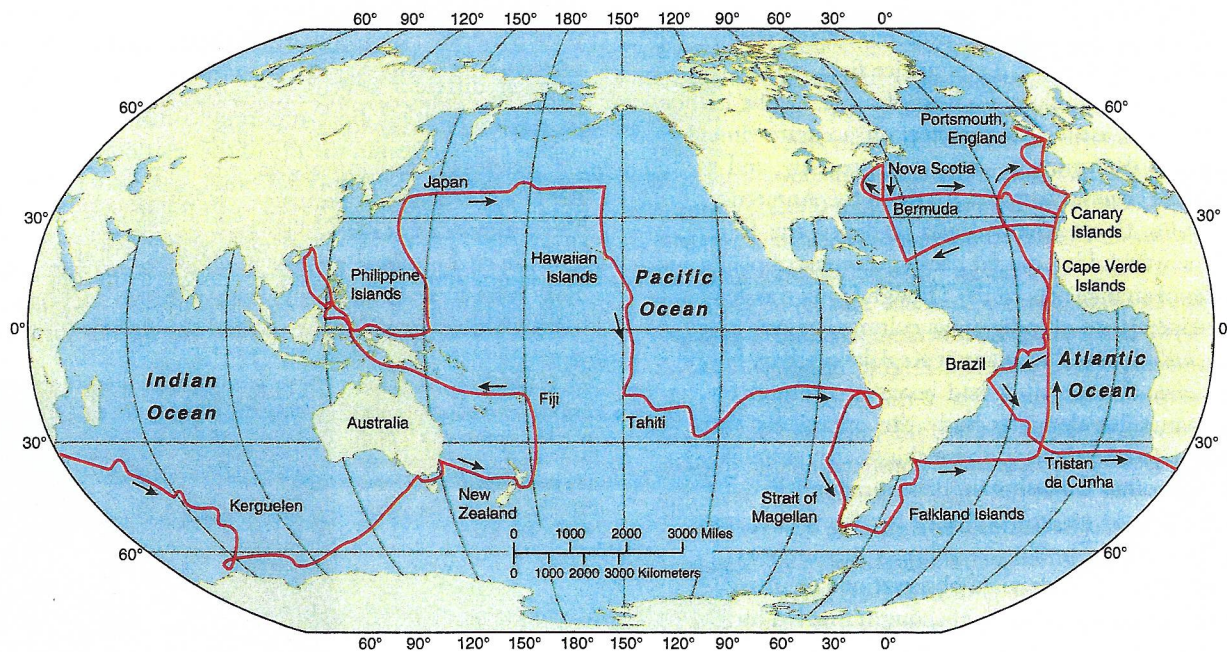 60° 90° 120° 150° 180° 150° 120° 90° 60° 30° 0°
60°
60°
Portsmouth,
England
Nova Scotia
Japan
Bermuda
30°
30°
Canary
Islands
Hawaiian
Islands
Philippine
Islands
Pacific
Ocean
Cape Verde
Islands
0°
0
Brazil
Atlantic
Ocean
Indian
Ocean
Fiji
Australia
Tahiti
30°
30°
Tristan
da Cunha
Kerguelen
New
Zealand
Strait of
Magellan
Falkland Islands
0 1000 2000 3000 Miles
0 1000 2000 3000 Kilometers
60°
60°
60° 90° 120° 150° 180° 150° 120° 90° 60° 30° 0°